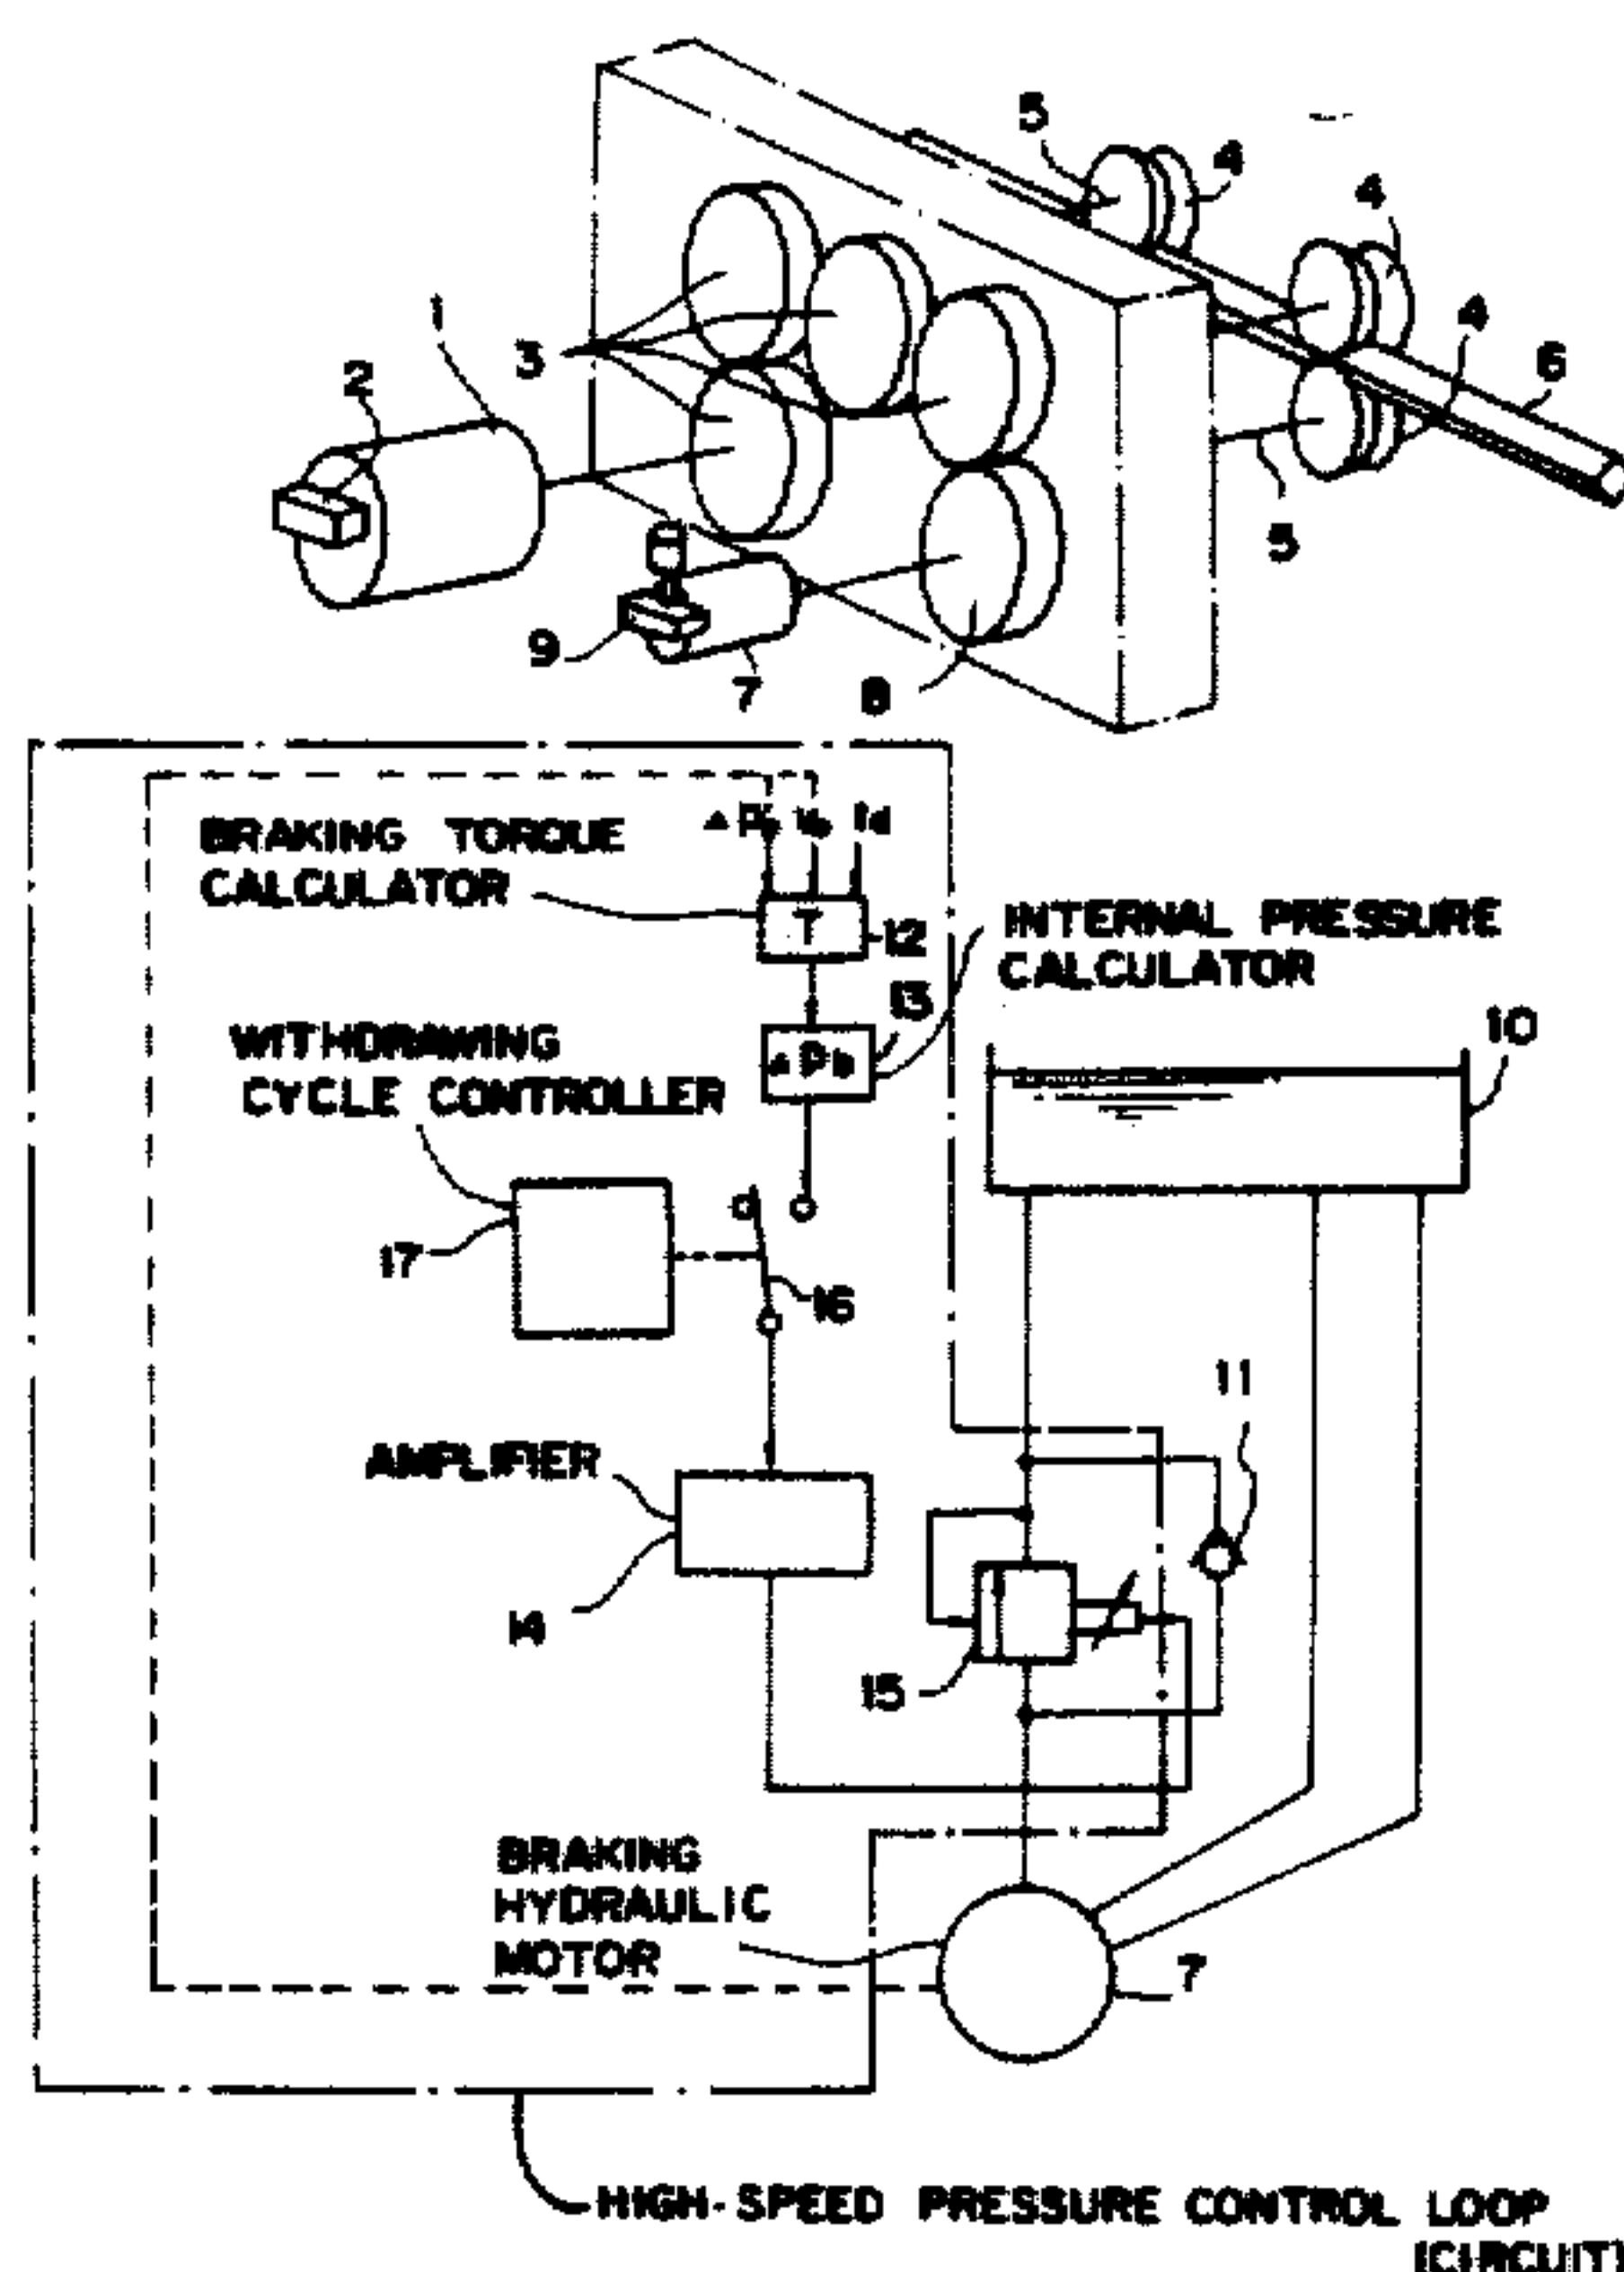 5
4
4
1
3
4
6
2
5
9
7
8
BRAKING TORQUE
CALCULATOR
T
12
INTERNAL PRESSURE
CALCULATOR
13
10
WITHDRAWING
CYCLE CONTROLLER
17
16
11
AMPLIFIER
14
15
BRAKING
HYDRAULIC
MOTOR
7
HIGH-SPEED PRESSURE CONTROL LOOP
(CIRCUIT)